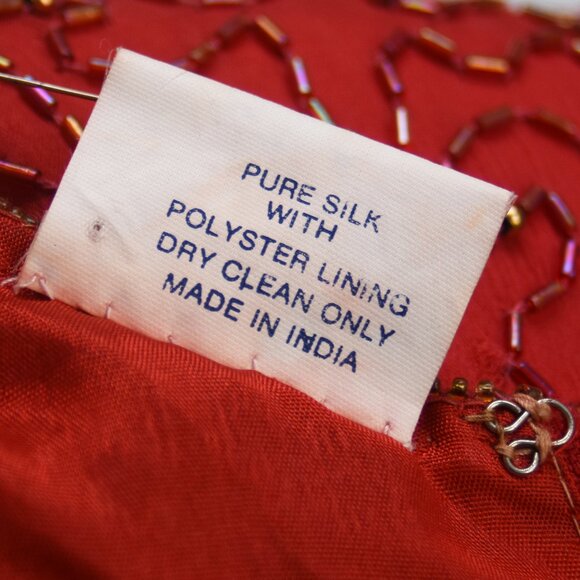 PURE SILK
WITH
POLYSTER LINING
DRY CLEAN ONLY
MADE IN INDIA